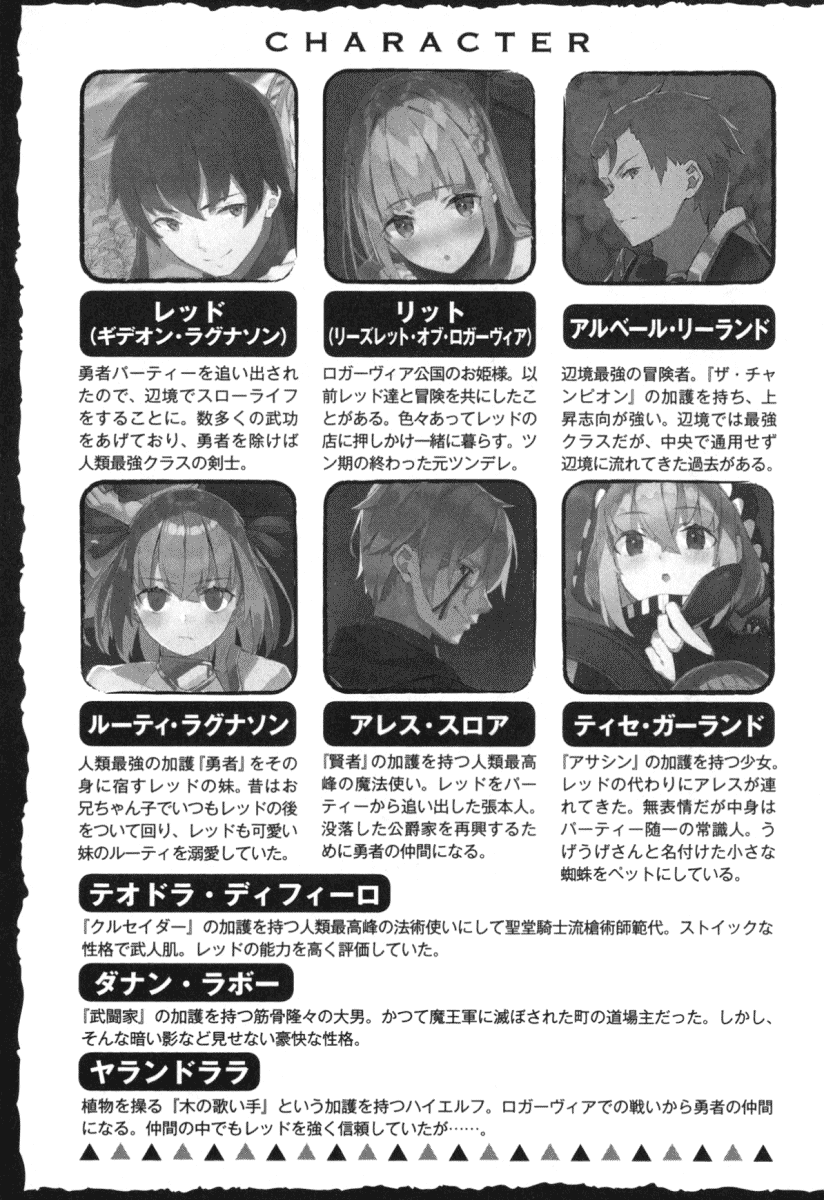 CHARACTER
レッド
(ギデオン・ラグナソン)
勇者パーティーを追い出され
たので、辺境でスローライフ
をすることに。数多くの武功
をあげており、勇者を除けば
人類最強クラスの剣士。
リット
(リーズレット・オブ・ロガーヴィア)
ロガーヴィア公国のお姫様。以
前レッド達と冒険を共にしたこ
とがある。色々あってレッドの
店に押しかけ一緒に暮らす。ツ
ン期の終わった元ツンデレ。
アルベール・リーランド
辺境最強の冒険者。『ザ・チャ
ンピオン』の加護を持ち、上
昇志向が強い。辺境では最強
クラスだが、中央で通用せず
辺境に流れてきた過去がある。
ルーティ・ラグナソン
人類最強の加護『勇者』をその
身に宿すレッドの妹。昔はお
兄ちゃん子でいつもレッドの後
をついて回り、レッドも可愛い
妹のルーティを溺愛していた。
アレス・スロア
『賢者』の加護を持つ人類最高
峰の魔法使い。レッドをパー
ティーから追い出した張本人。
没落した公爵家を再興するた
めに勇者の仲間になる。
ティセ・ガーランド
『アサシン』の加護を持つ少女。
レッドの代わりにアレスが連
れてきた。無表情だが中身は
パーティー随一の常識人。う
げうげさんと名付けた小さな
蜘蛛をペットにしている。
テオドラ・ディフィーロ
『クルセイダー』の加護を持つ人類最高峰の法術使いにして聖堂騎士流槍術師範代。ストイックな
性格で武人肌。レッドの能力を高く評価していた。
ダナン・ラボー
『武闘家』の加護を持つ筋骨隆々の大男。かつて魔王軍に滅ぼされた町の道場主だった。しかし、
そんな暗い影など見せない豪快な性格。
ヤランドララ
植物を操る『木の歌い手』という加護を持つハイエルフ。ロガーヴィアでの戦いから勇者の仲間
になる。仲間の中でもレッドを強く信頼していたが……。